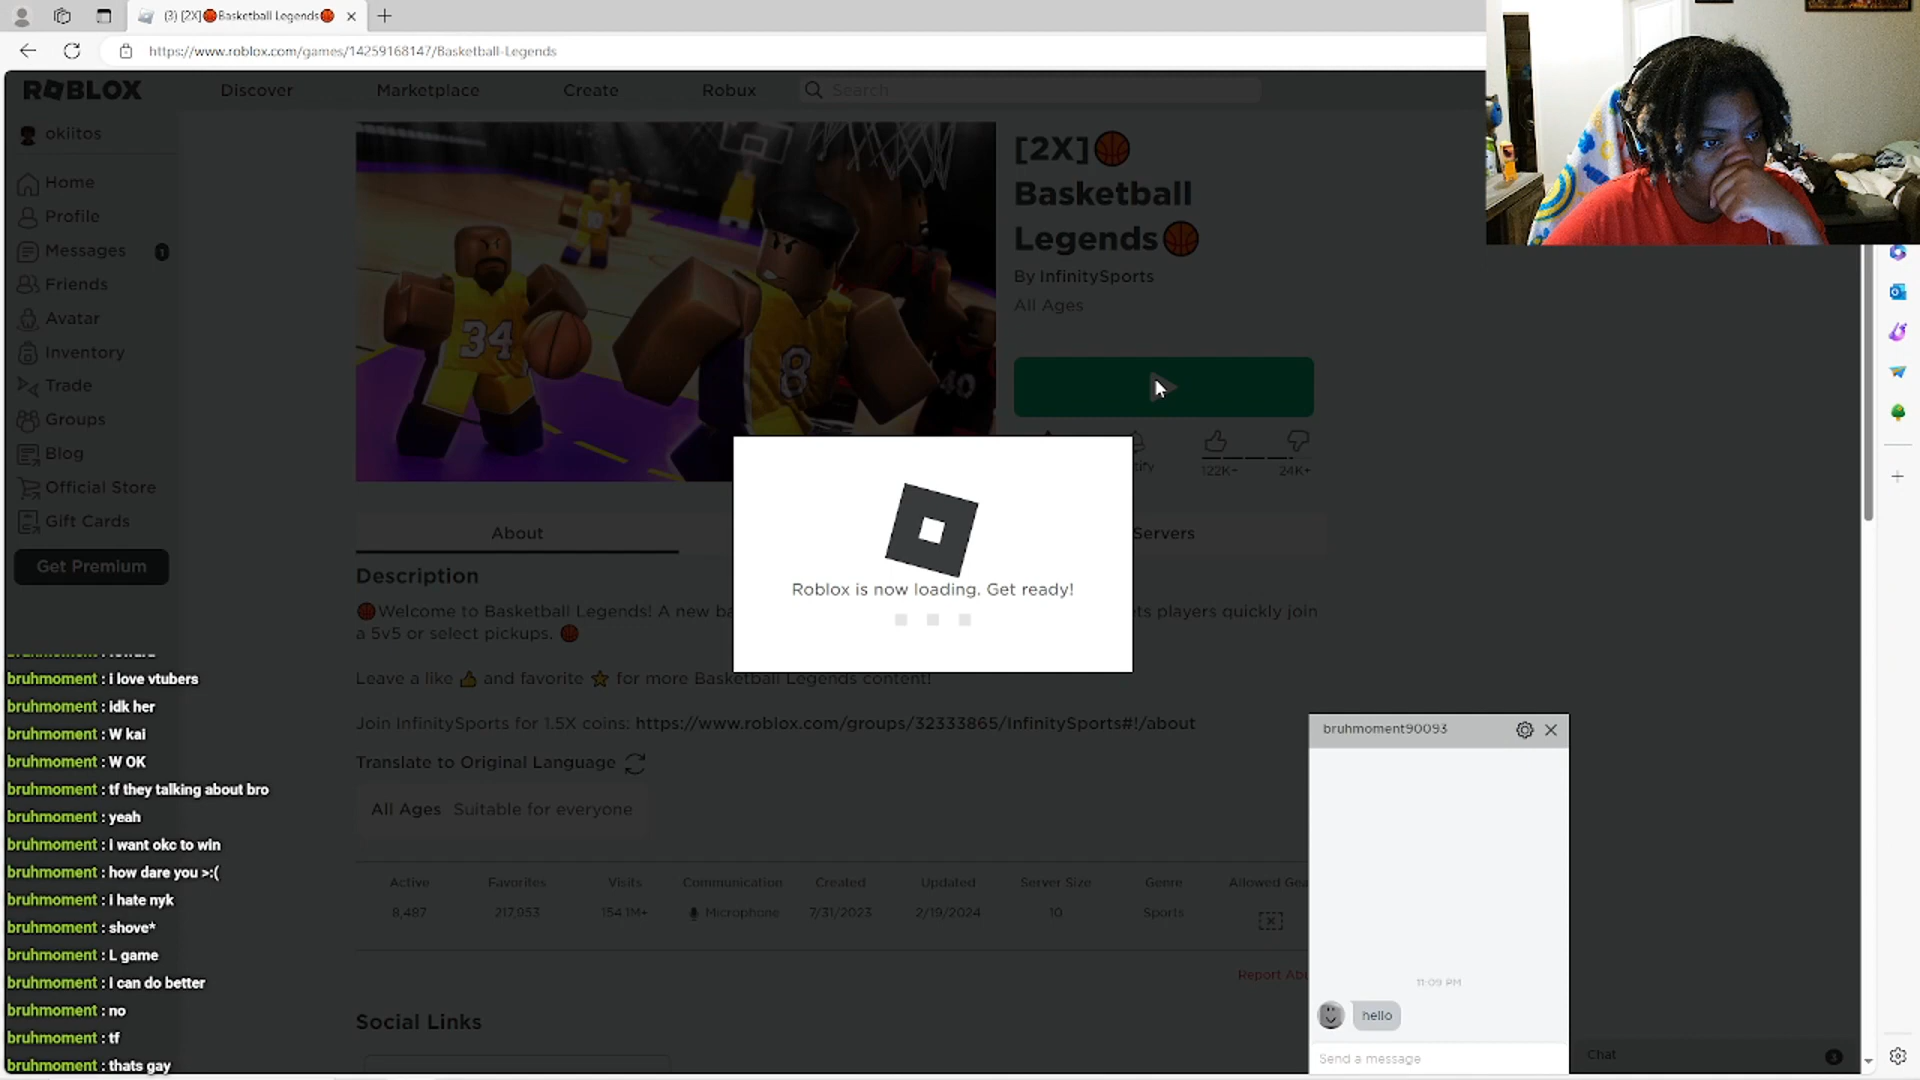 (3) [2X]🏀Basketball Legends🏀
https://www.roblox.com/games/14259168147/Basketball-Legends
ROBLOX
Discover
Marketplace
Create
Robux
Search
okiitos
Home
Profile
Messages 1
Friends
Avatar
Inventory
Trade
Groups
Blog
Official Store
Gift Cards
Get Premium
34
8
40
[2X]🏀
Basketball
Legends🏀
By InfinitySports
All Ages
122K+
24K+
About
Servers
Roblox is now loading. Get ready!
Description
🏀Welcome to Basketball Legends! A new players quickly join
a 5v5 or select pickups. 🏀
Leave a like 👍 and favorite ⭐ for more Basketball Legends content!
Join InfinitySports for 1.5X coins: https://www.roblox.com/groups/32333865/InfinitySports#!/about
Translate to Original Language
All Ages Suitable for everyone
Active Favorites Visits Communication Created Updated Server Size Genre Allowed
8,487 217,953 154.1M+ Microphone 7/31/2023 2/19/2024 10 Sports
Report
Social Links
bruhmoment : i love vtubers
bruhmoment : idk her
bruhmoment : W kai
bruhmoment : W OK
bruhmoment : tf they talking about bro
bruhmoment : yeah
bruhmoment : i want okc to win
bruhmoment : how dare you >:(
bruhmoment : i hate nyk
bruhmoment : shove*
bruhmoment : L game
bruhmoment : I can do better
bruhmoment : no
bruhmoment : tf
bruhmoment : thats gay
bruhmoment90093
11:09 PM
hello
Send a message
Chat 3